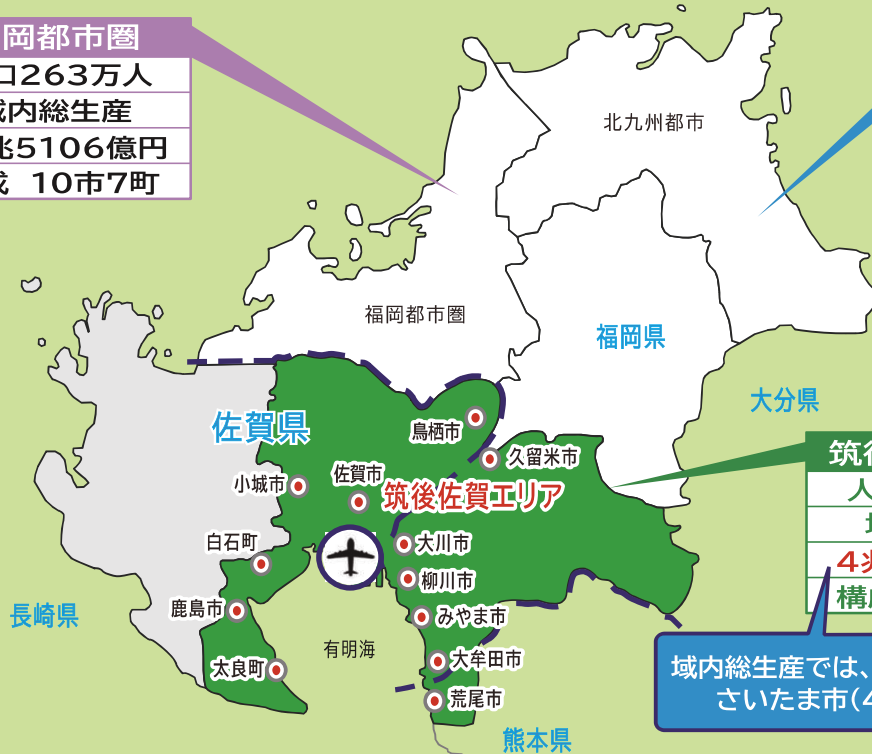 岡都市圏
口263万人
域内総生産
兆5106億円
成 10市7町
北九州都市
福岡都市圏
福岡県
大分県
佐賀県
鳥栖市
久留米市
小城市
佐賀市
筑後佐賀エリア
白石町
大川市
柳川市
鹿島市
みやま市
長崎県
有明海
太良町
大牟田市
荒尾市
熊本県
筑後
人
4兆
構成
域内総生産では、
さいたま市(4